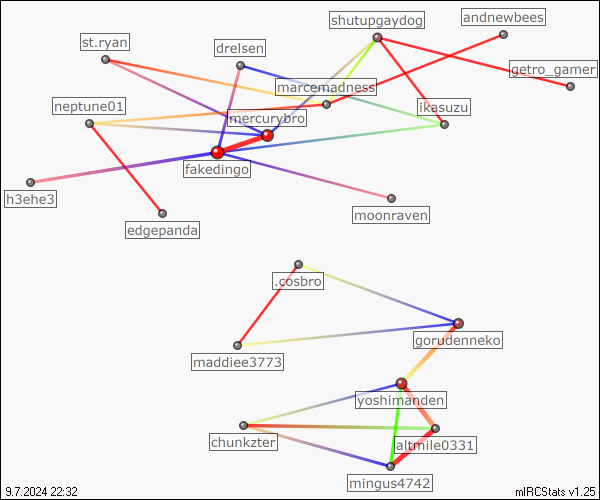 andnewbees
shutupgaydog
st.ryan
drelsen
getro_gamer
marcemadness
neptune01
ikasuzu
mercurybro
fakedingo
h3ehe3
moonraven
edgepanda
.cosbro
gorudenneko
maddiee3773
yoshimanden
chunkzter
altmile0331
mingus4742
9.7.2024 22:32
mIRCStats v1.25